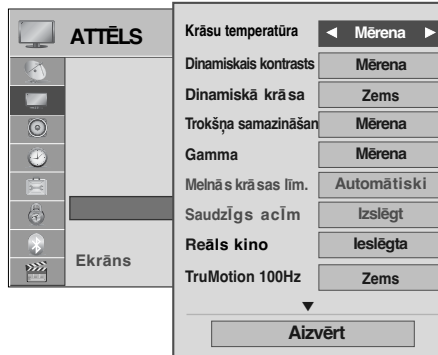 ATTĒLS
Ekrāns
Krāsu temperatūra ◄ Mērena ►
Dinamiskais kontrasts Mērena
Dinamiskā krāsa Zems
Trokšņa samazināšan Mērena
Gamma Mērena
Melnās krāsas līm. Automātiski
SaudzĪgs acĪm Izslēgt
Reāls kino Ieslēgta
TruMotion 100Hz Zems
▼
Aizvērt